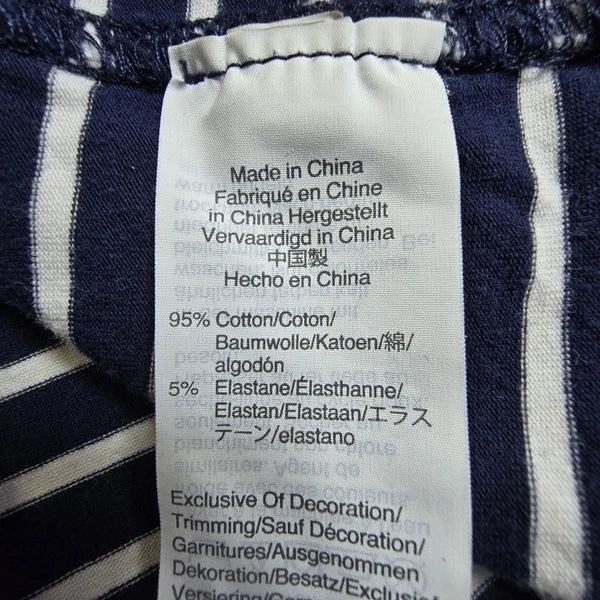 Made in China
Fabriqué en Chine
in China Hergestellt
Vervaardigd in China
中国製
Hecho en China
95% Cotton/Coton/
Baumwolle/Katoen/綿/
algodón
5% Elastane/Élasthanne/
Elastan/Elastaan/エラス
テーン/elastano
Exclusive Of Decoration/
Trimming/Sauf Décoration/
Garnitures/Ausgenommen
Dekoration/Besatz/Exclusief